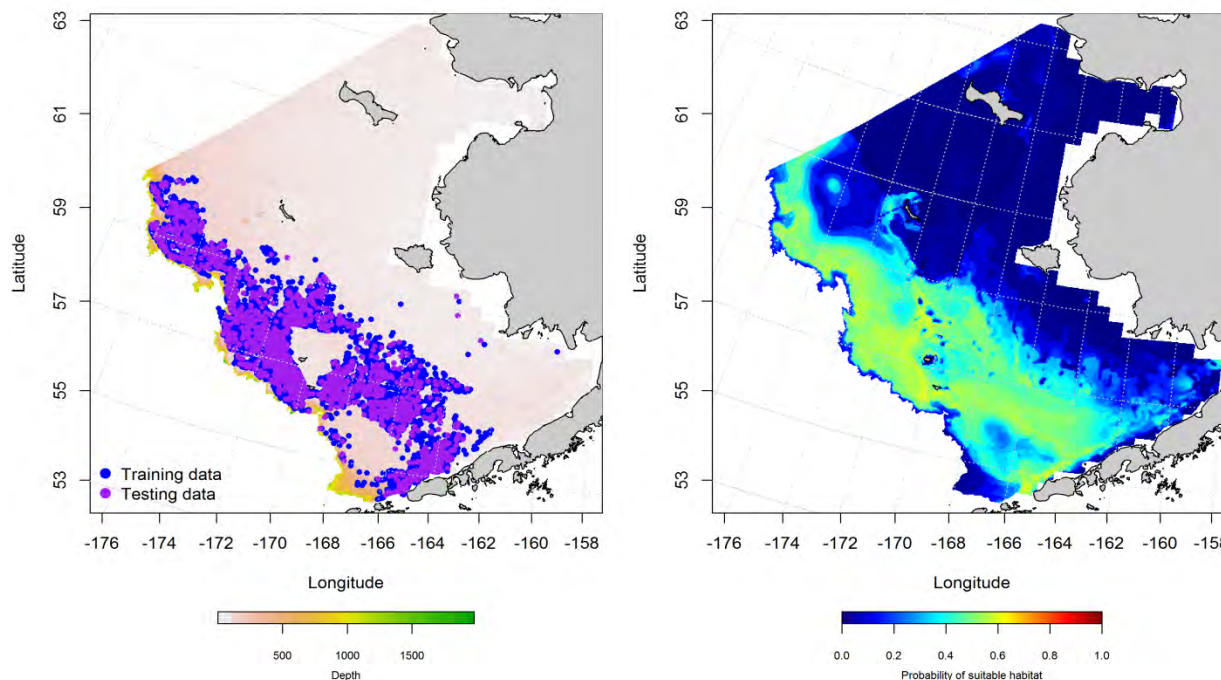 63
61
59
57
55
53
Latitude
Training data
Testing data
-176 -174 -172 -170 -168 -166 -164 -162 -160 -158
Longitude
500 1000 1500
Depth
63
61
59
57
55
53
Latitude
-176 -174 -172 -170 -168 -166 -164 -162 -160 -158
Longitude
0.0 0.2 0.4 0.6 0.8 1.0
Probability of suitable habitat